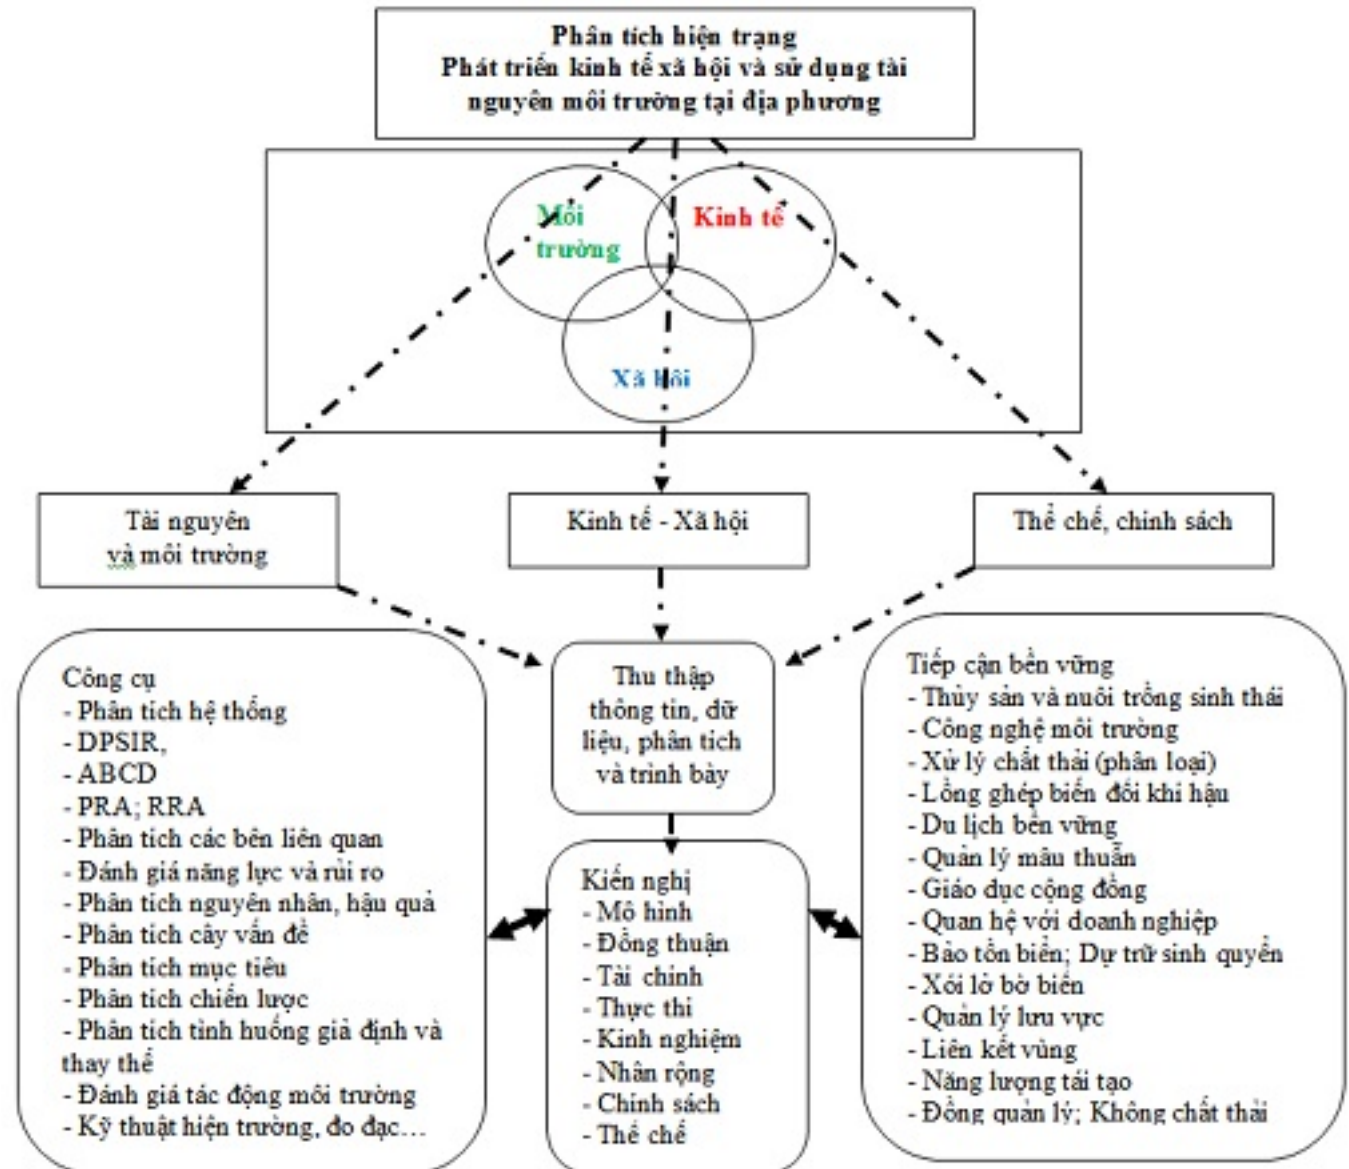 Phân tích hiện trạng
Phát triển kinh tế xã hội và sử dụng tài
nguyên môi trường tại địa phương
Môi
trường
Kinh tế
Xã hội
Tài nguyên
và môi trường
Kinh tế - Xã hội
Thể chế, chính sách
Công cụ
- Phân tích hệ thống
- DPSIR,
- ABCD
- PRA; RRA
- Phân tích các bên liên quan
- Đánh giá năng lực và rủi ro
- Phân tích nguyên nhân, hậu quả
- Phân tích cây vấn đề
- Phân tích mục tiêu
- Phân tích chiến lược
- Phân tích tình huống giả định và
thay thế
- Đánh giá tác động môi trường
- Kỹ thuật hiện trường, đo đạc…
Thu thập
thông tin, dữ
liệu, phân tích
và trình bày
Kiến nghị
- Mô hình
- Đồng thuận
- Tài chính
- Thực thi
- Kinh nghiệm
- Nhân rộng
- Chính sách
- Thể chế
Tiếp cận bền vững
- Thủy sản và nuôi trồng sinh thái
- Công nghệ môi trường
- Xử lý chất thải (phân loại)
- Lồng ghép biến đổi khí hậu
- Du lịch bền vững
- Quản lý mâu thuẫn
- Giáo dục cộng đồng
- Quan hệ với doanh nghiệp
- Bảo tồn biển; Dự trữ sinh quyển
- Xói lở bờ biển
- Quản lý lưu vực
- Liên kết vùng
- Năng lượng tái tạo
- Đồng quản lý; Không chất thải